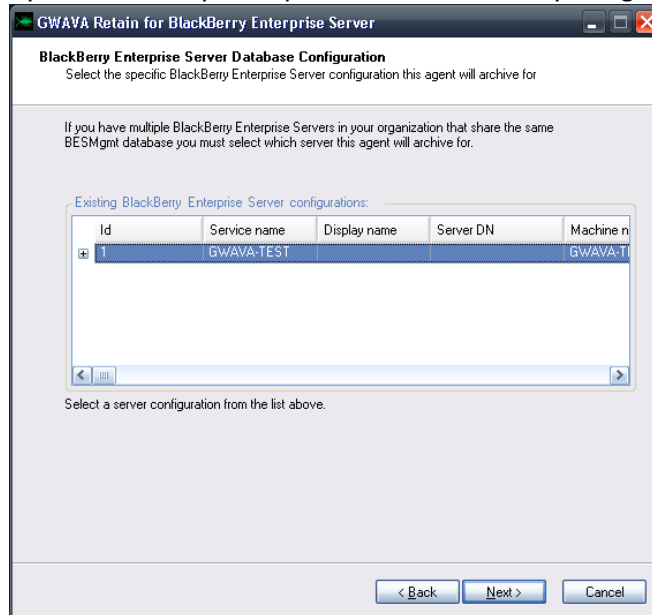 GWAVA Retain for BlackBerry Enterprise Server
BlackBerry Enterprise Server Database Configuration
Select the specific BlackBerry Enterprise Server configuration this agent will archive for
If you have multiple BlackBerry Enterprise Servers in your organization that share the same
BESMgmt database you must select which server this agent will archive for.
Existing BlackBerry Enterprise Server configurations:
Id Service name Display name Server DN Machine n
1 GWAVA-TEST GWAVA-TE
Select a server configuration from the list above.
< Back Next > Cancel